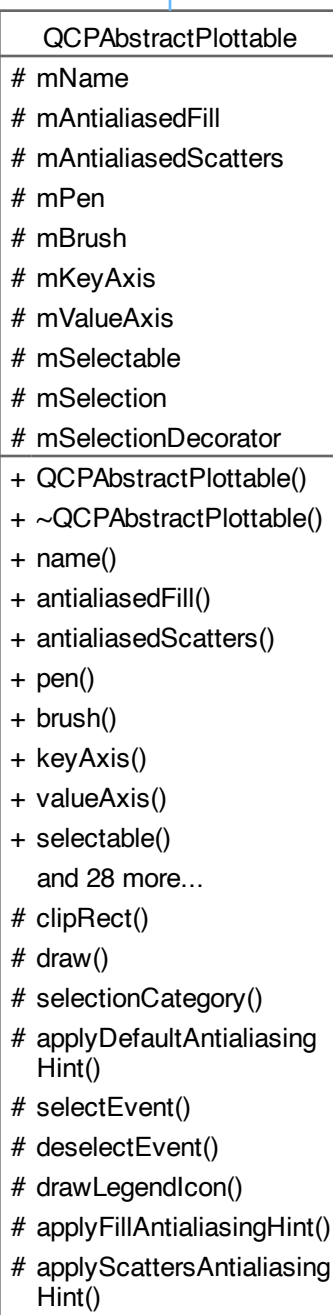 QCPAbstractPlottable
# mName
# mAntialiasedFill
# mAntialiasedScatters
# mPen
# mBrush
# mKeyAxis
# mValueAxis
# mSelectable
# mSelection
# mSelectionDecorator
+ QCPAbstractPlottable()
+ ~QCPAbstractPlottable()
+ name()
+ antialiasedFill()
+ antialiasedScatters()
+ pen()
+ brush()
+ keyAxis()
+ valueAxis()
+ selectable()
and 28 more...
# clipRect()
# draw()
# selectionCategory()
# applyDefaultAntialiasing
Hint()
# selectEvent()
# deselectEvent()
# drawLegendIcon()
# applyFillAntialiasingHint()
# applyScattersAntialiasing
Hint()